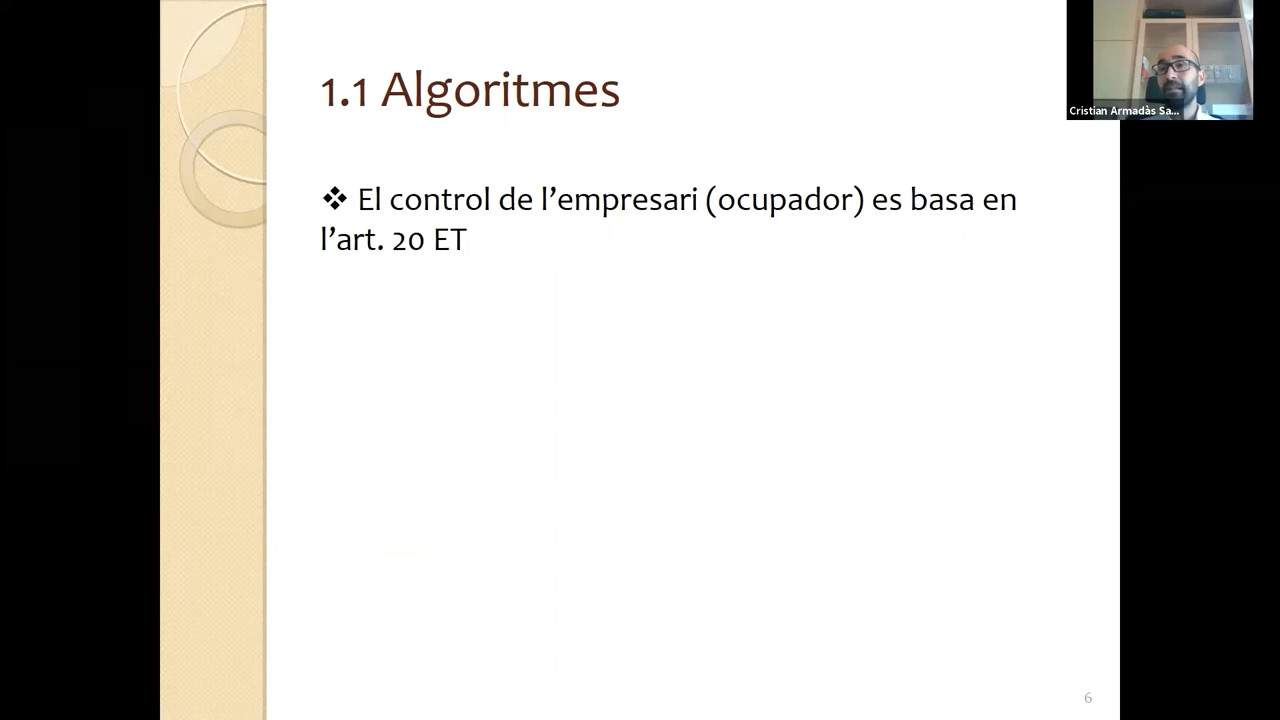 1.1 Algoritmes
❖ El control de l’empresari (ocupador) es basa en
l’art. 20 ET
Cristian Armadàs Sa...
6